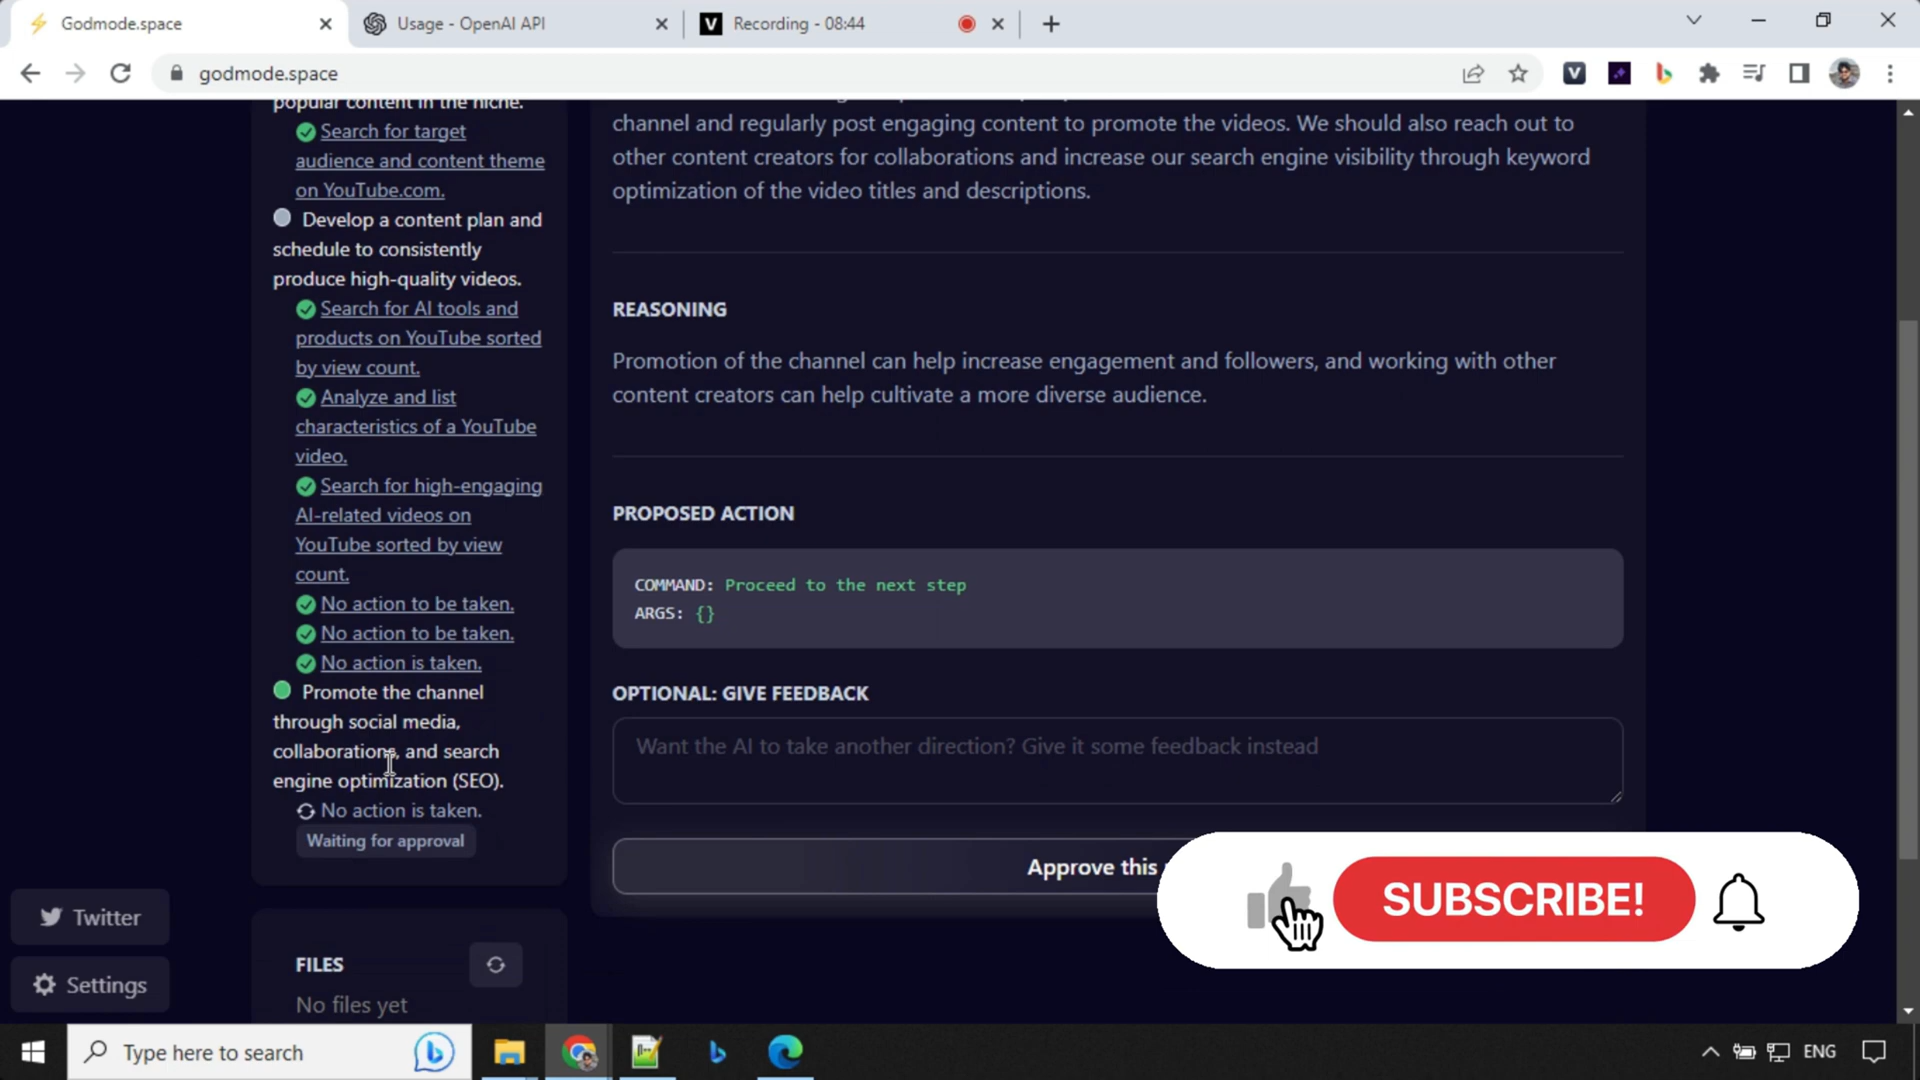 Godmode.space
Usage - OpenAI API
V
Recording - 08:44
godmode.space
popular content in the niche.
Search for target
audience and content theme
on YouTube.com.
Develop a content plan and
schedule to consistently
produce high-quality videos.
Search for AI tools and
products on YouTube sorted
by view count.
Analyze and list
characteristics of a YouTube
video.
Search for high-engaging
AI-related videos on
YouTube sorted by view
count.
No action to be taken.
No action to be taken.
No action is taken.
Promote the channel
through social media,
collaborations, and search
engine optimization (SEO).
No action is taken.
Waiting for approval
Twitter
Settings
FILES
No files yet
channel and regularly post engaging content to promote the videos. We should also reach out to
other content creators for collaborations and increase our search engine visibility through keyword
optimization of the video titles and descriptions.
REASONING
Promotion of the channel can help increase engagement and followers, and working with other
content creators can help cultivate a more diverse audience.
PROPOSED ACTION
COMMAND: Proceed to the next step
ARGS: {}
OPTIONAL: GIVE FEEDBACK
Want the AI to take another direction? Give it some feedback instead
Approve this
SUBSCRIBE!
Type here to search
ENG